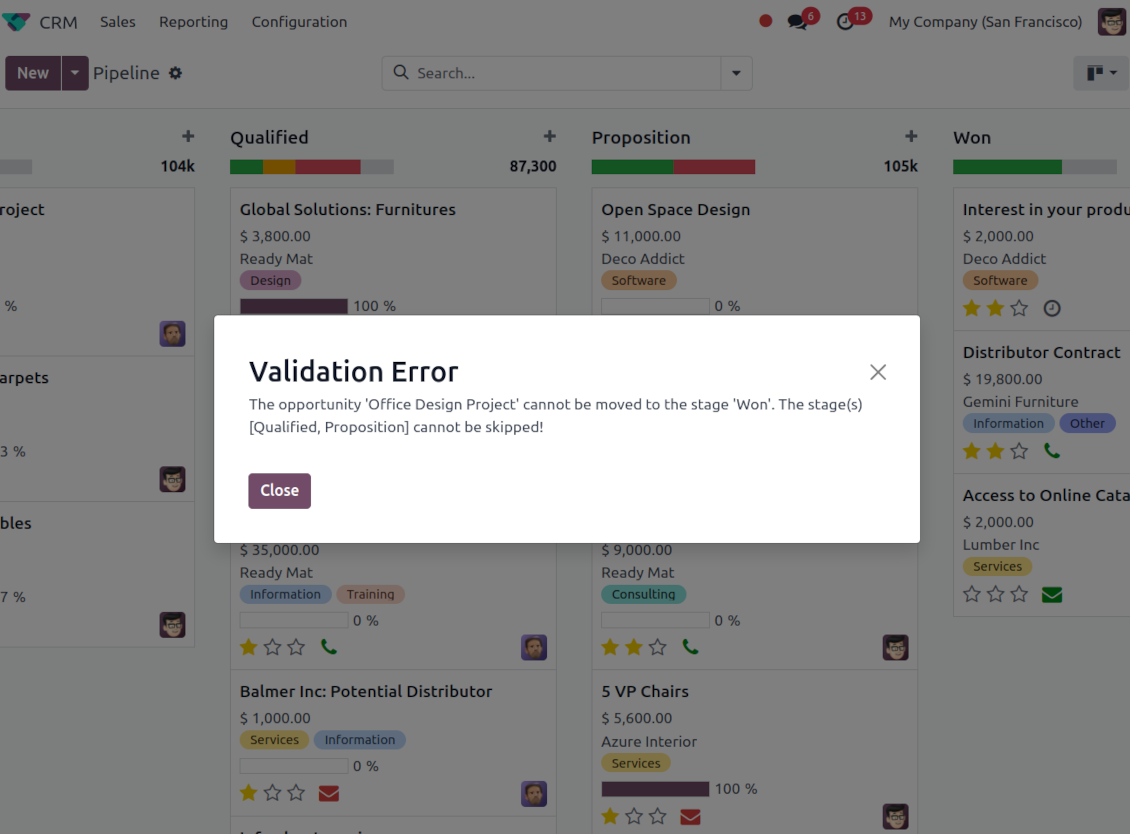 CRM Sales Reporting Configuration 6 13 My Company (San Francisco)
New Pipeline Search...
104k
roject
%
arpets
3 %
bles
7 %
Qualified
87,300
Global Solutions: Furnitures
$ 3,800.00
Ready Mat
Design
100 %
Proposition
105k
Open Space Design
$ 11,000.00
Deco Addict
Software
0 %
Won
Interest in your produ
$ 2,000.00
Deco Addict
Software
Distributor Contract
$ 19,800.00
Gemini Furniture
Information Other
Access to Online Cata
$ 2,000.00
Lumber Inc
Services
Validation Error
The opportunity 'Office Design Project' cannot be moved to the stage 'Won'. The stage(s)
[Qualified, Proposition] cannot be skipped!
Close
$ 35,000.00
Ready Mat
Information Training
0 %
Balmer Inc: Potential Distributor
$ 1,000.00
Services Information
0 %
$ 9,000.00
Ready Mat
Consulting
0 %
5 VP Chairs
$ 5,600.00
Azure Interior
Services
100 %